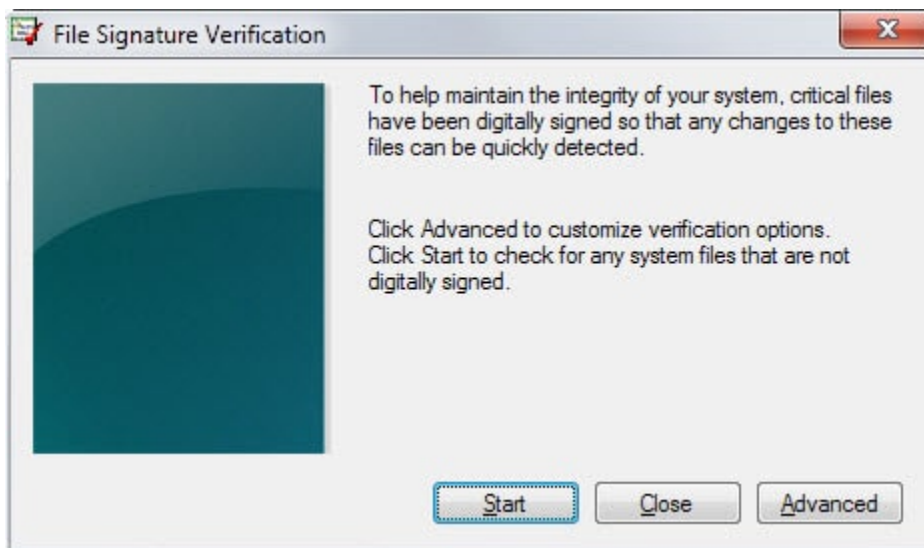 File Signature Verification
To help maintain the integrity of your system, critical files
have been digitally signed so that any changes to these
files can be quickly detected.
Click Advanced to customize verification options.
Click Start to check for any system files that are not
digitally signed.
Start Close Advanced